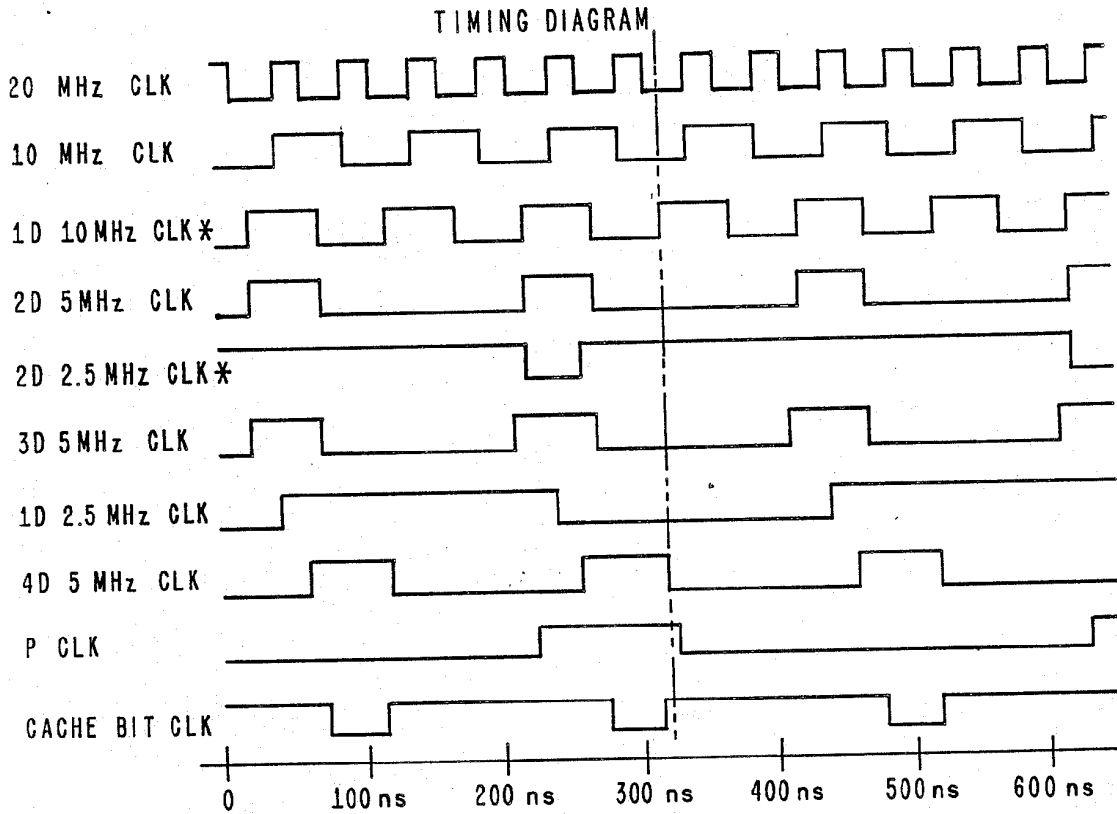 TIMING DIAGRAM
20 MHz CLK
10 MHz CLK
1D 10 MHz CLK*
2D 5 MHz CLK
2D 2.5 MHz CLK*
3D 5 MHz CLK
1D 2.5 MHz CLK
4D 5 MHz CLK
P CLK
CACHE BIT CLK
0 100 ns 200 ns 300 ns 400 ns 500 ns 600 ns